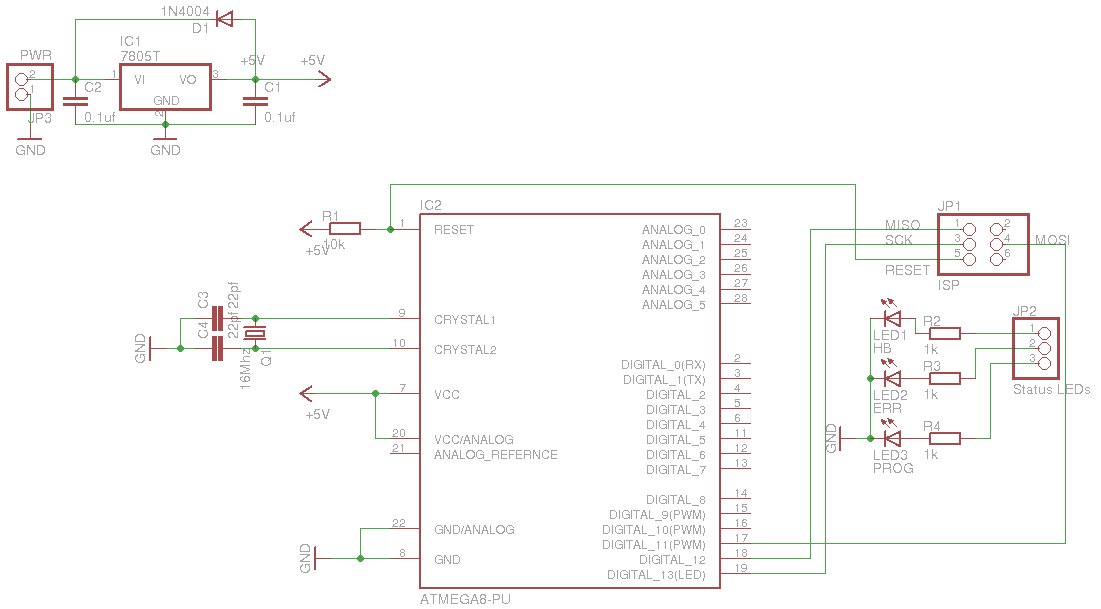 1N4004
D1
IC1
7805T
+5V
+5V
PWR
2
1
JP3
GND
1
VI
VO
3
GND
2
C2
0.1uf
C1
0.1uf
GND
IC2
R1
10k
+5V
1
RESET
C3
22pf
C4
22pf
GND
16Mhz
Q1
9
CRYSTAL1
10
CRYSTAL2
+5V
7
VCC
20
VCC/ANALOG
21
ANALOG_REFERNCE
22
GND/ANALOG
8
GND
GND
ANALOG_0 23
ANALOG_1 24
ANALOG_2 25
ANALOG_3 26
ANALOG_4 27
ANALOG_5 28
DIGITAL_0(RX) 2
DIGITAL_1(TX) 3
DIGITAL_2 4
DIGITAL_3 5
DIGITAL_4 6
DIGITAL_5 11
DIGITAL_6 12
DIGITAL_7 13
DIGITAL_8 14
DIGITAL_9(PWM) 15
DIGITAL_10(PWM) 16
DIGITAL_11(PWM) 17
DIGITAL_12 18
DIGITAL_13(LED) 19
ATMEGA8-PU
JP1
MISO 1 2
SCK 3 4 MOSI
RESET 5 6
ISP
JP2
1
2
3
Status LEDs
LED1
HB
R2
1k
LED2
ERR
R3
1k
LED3
PROG
R4
1k
GND